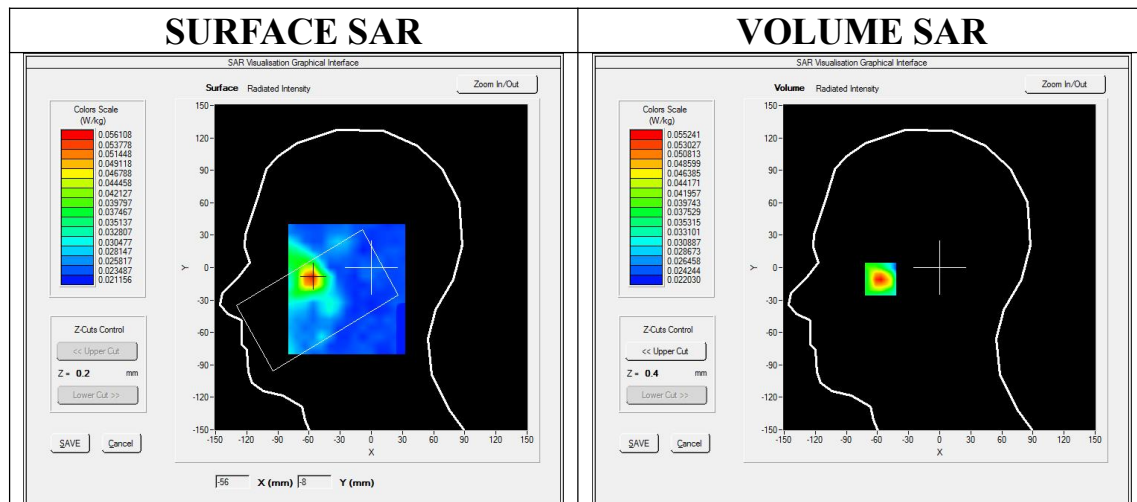 SURFACE SAR
SAR Visualisation Graphical Interface
Surface Radiated Intensity
Zoom In/Out
Colors Scale
(W/kg)
0.056108
0.053778
0.051448
0.049118
0.046788
0.044458
0.042127
0.039797
0.037467
0.035137
0.032807
0.030477
0.028147
0.025817
0.023487
0.021156
Z-Cuts Control
<< Upper Cut
Z = 0.2 mm
Lower Cut >>
SAVE Cancel
150
120
90
60
30
0
-30
-60
-90
-120
-150
Y
-150 -120 -90 -60 -30 0 30 60 90 120 150
X
-56 X (mm) -8 Y (mm)
VOLUME SAR
SAR Visualisation Graphical Interface
Volume Radiated Intensity
Zoom In/Out
Colors Scale
(W/kg)
0.055241
0.053027
0.050813
0.048599
0.046385
0.044171
0.041957
0.039743
0.037529
0.035315
0.033101
0.030887
0.028673
0.026458
0.024244
0.022030
Z-Cuts Control
<< Upper Cut
Z = 0.4 mm
Lower Cut >>
SAVE Cancel
150
120
90
60
30
0
-30
-60
-90
-120
-150
Y
-150 -120 -90 -60 -30 0 30 60 90 120 150
X